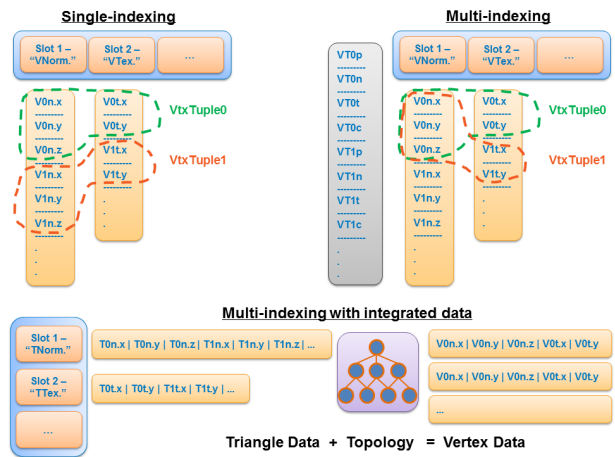 Single-indexing
Slot 1 –
“VNorm.”
Slot 2 –
“VTex.”
...
V0n.x
---------
V0n.y
---------
V0n.z
---------
V1n.x
---------
V1n.y
---------
V1n.z
---------
.
.
.
V0t.x
---------
V0t.y
---------
V1t.x
---------
V1t.y
---------
.
.
.
VtxTuple0
VtxTuple1
Multi-indexing
VT0p
---------
VT0n
---------
VT0t
---------
VT0c
---------
VT1p
---------
VT1n
---------
VT1t
---------
VT1c
---------
.
.
.
Slot 1 –
“VNorm.”
Slot 2 –
“VTex.”
...
V0n.x
---------
V0n.y
---------
V0n.z
---------
V1n.x
---------
V1n.y
---------
V1n.z
---------
.
.
.
V0t.x
---------
V0t.y
---------
V1t.x
---------
V1t.y
---------
.
.
.
VtxTuple0
VtxTuple1
Multi-indexing with integrated data
Slot 1 –
“TNorm.”
Slot 2 –
“TTex.”
...
T0n.x | T0n.y | T0n.z | T1n.x | T1n.y | T1n.z | ...
T0t.x | T0t.y | T1t.x | T1t.y | ...
V0n.x | V0n.y | V0n.z | V0t.x | V0t.y
V0n.x | V0n.y | V0n.z | V0t.x | V0t.y
...
Triangle Data + Topology = Vertex Data